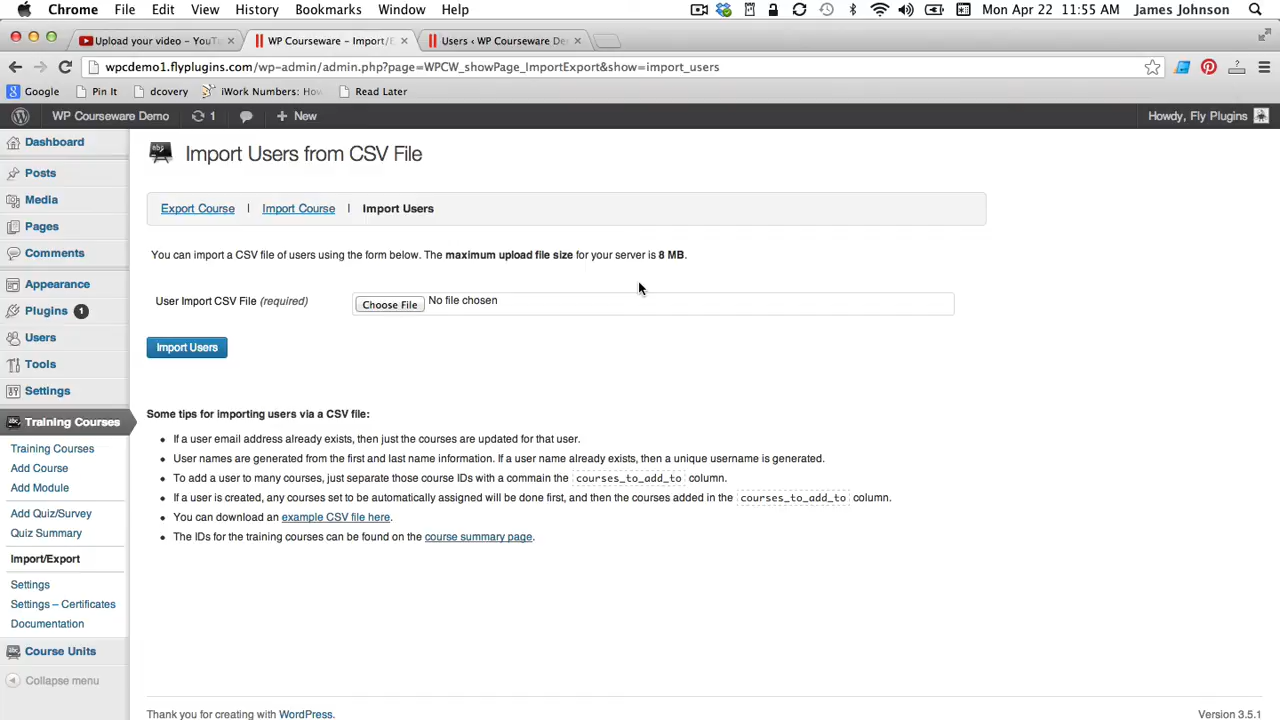 Chrome File Edit View History Bookmarks Window Help Mon Apr 22 11:55 AM James Johnson
Upload your video – YouTu WP Courseware – Import/E Users ‹ WP Courseware De
wpcdemo1.flyplugins.com/wp-admin/admin.php?page=WPCW_showPage_ImportExport&show=import_users
Google Pin It dcovery iWork Numbers: How Read Later
WP Courseware Demo 1 + New Howdy, Fly Plugins
Dashboard
Posts
Media
Pages
Comments
Appearance
Plugins 1
Users
Tools
Settings
Training Courses
Training Courses
Add Course
Add Module
Add Quiz/Survey
Quiz Summary
Import/Export
Settings
Settings – Certificates
Documentation
Course Units
Collapse menu
Import Users from CSV File
Export Course | Import Course | Import Users
You can import a CSV file of users using the form below. The maximum upload file size for your server is 8 MB.
User Import CSV File (required) Choose File No file chosen
Import Users
Some tips for importing users via a CSV file:
• If a user email address already exists, then just the courses are updated for that user.
• User names are generated from the first and last name information. If a user name already exists, then a unique username is generated.
• To add a user to many courses, just separate those course IDs with a commain the courses_to_add_to column.
• If a user is created, any courses set to be automatically assigned will be done first, and then the courses added in the courses_to_add_to column.
• You can download an example CSV file here.
• The IDs for the training courses can be found on the course summary page.
Thank you for creating with WordPress. Version 3.5.1